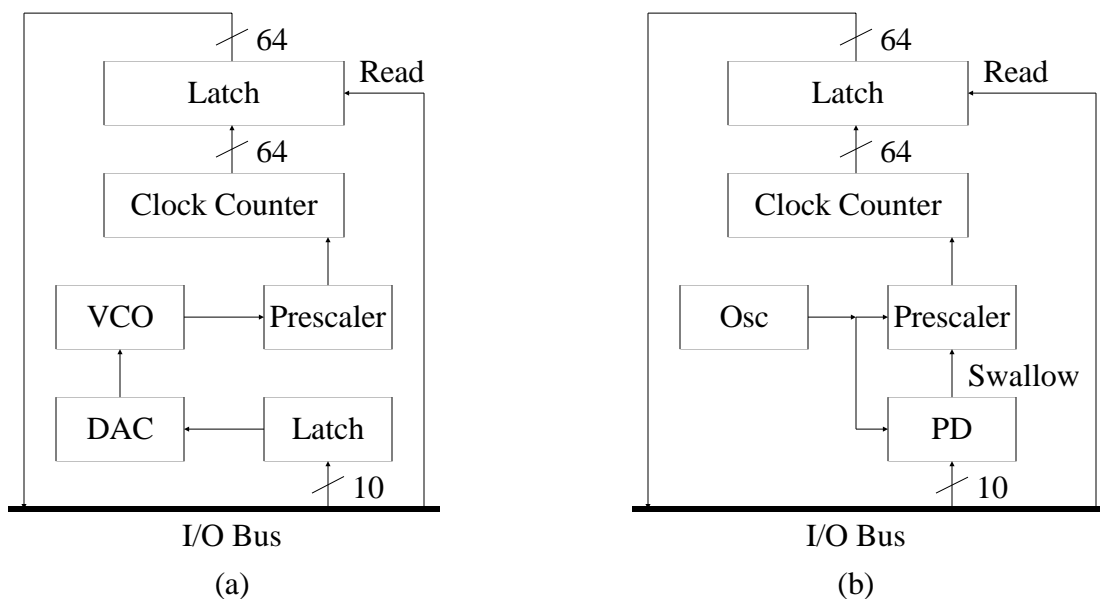 64
Read
Latch
64
Clock Counter
VCO
Prescaler
DAC
Latch
10
I/O Bus
(a)
64
Read
Latch
64
Clock Counter
Osc
Prescaler
Swallow
PD
10
I/O Bus
(b)